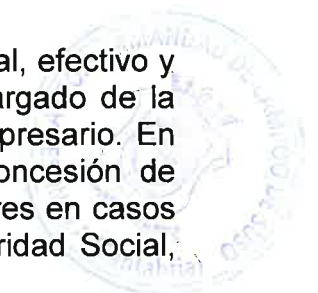 al, efectivo y
argado de la
presario. En
oncesión de
res en casos
ridad Social,